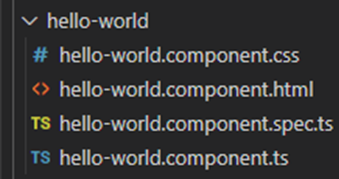 hello-world
# hello-world.component.css
<> hello-world.component.html
TS hello-world.component.spec.ts
TS hello-world.component.ts